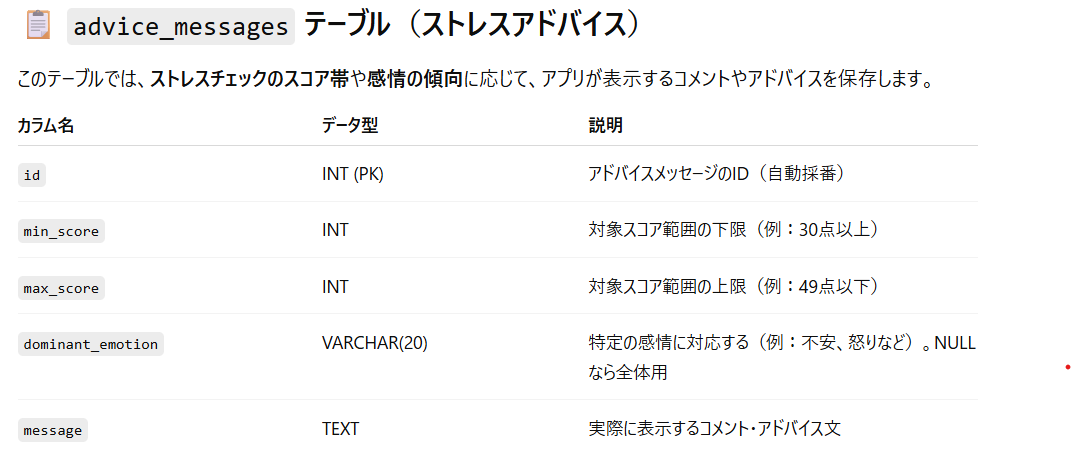 advice_messages テーブル（ストレスアドバイス）
このテーブルでは、ストレスチェックのスコア帯や感情の傾向に応じて、アプリが表示するコメントやアドバイスを保存します。
カラム名 データ型 説明
id INT (PK) アドバイスメッセージのID（自動採番）
min_score INT 対象スコア範囲の下限（例：30点以上）
max_score INT 対象スコア範囲の上限（例：49点以下）
dominant_emotion VARCHAR(20) 特定の感情に対応する（例：不安、怒りなど）。NULL
なら全体用
message TEXT 実際に表示するコメント・アドバイス文